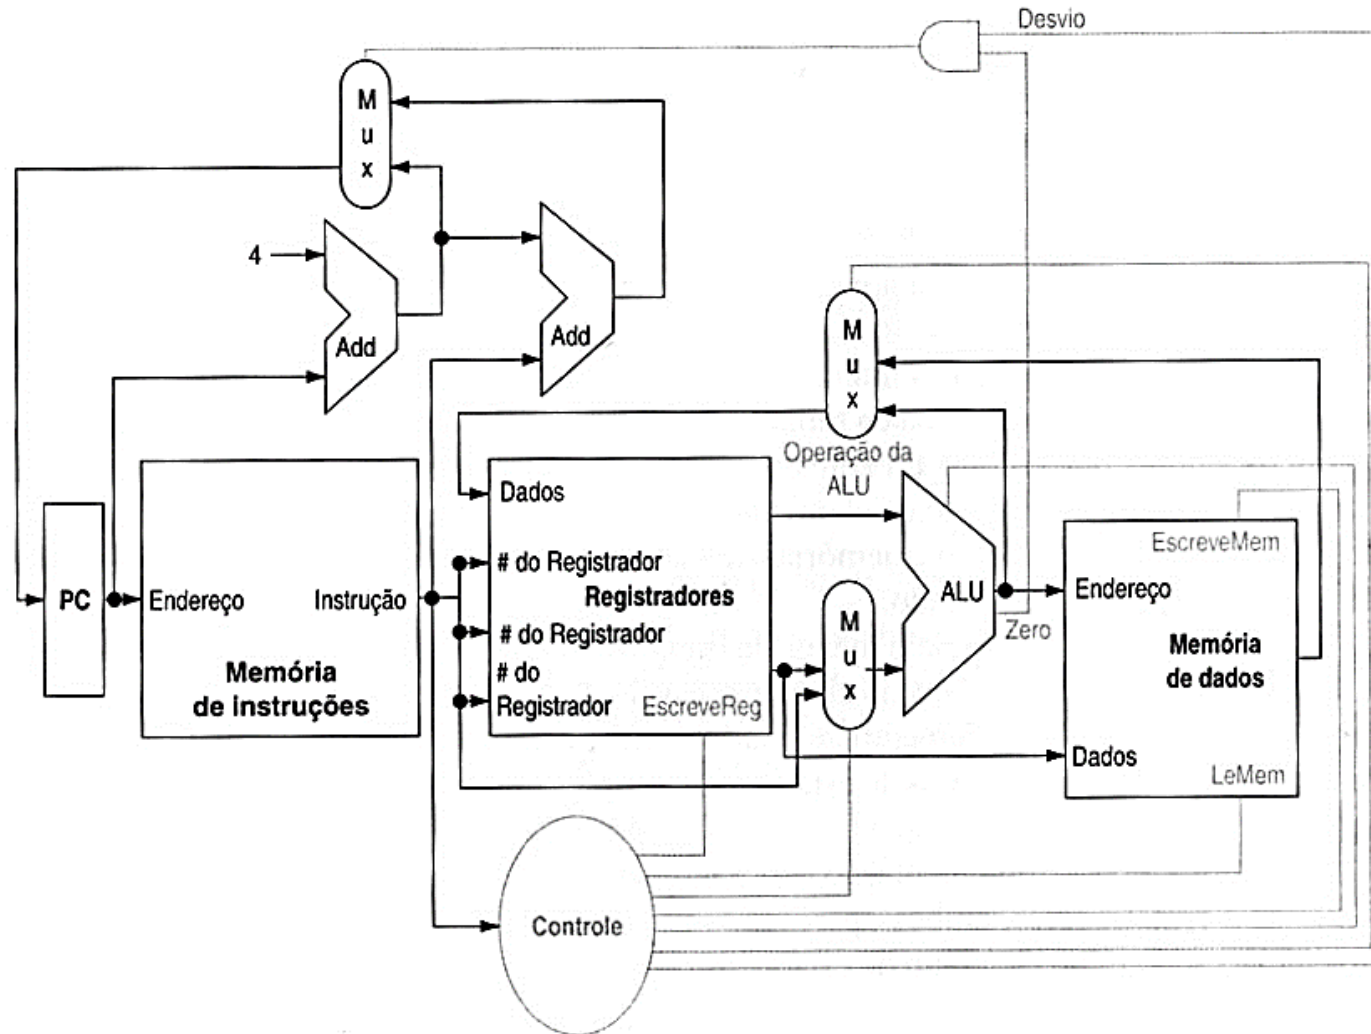 Desvio
M
u
x
4
Add
Add
M
u
x
Operação da
ALU
Dados
# do Registrador
Registradores
# do Registrador
# do
Registrador
EscreveReg
PC
Endereço
Instrução
Memória
de instruções
M
u
x
ALU
Zero
EscreveMem
Endereço
Memória
de dados
Dados
LeMem
Controle